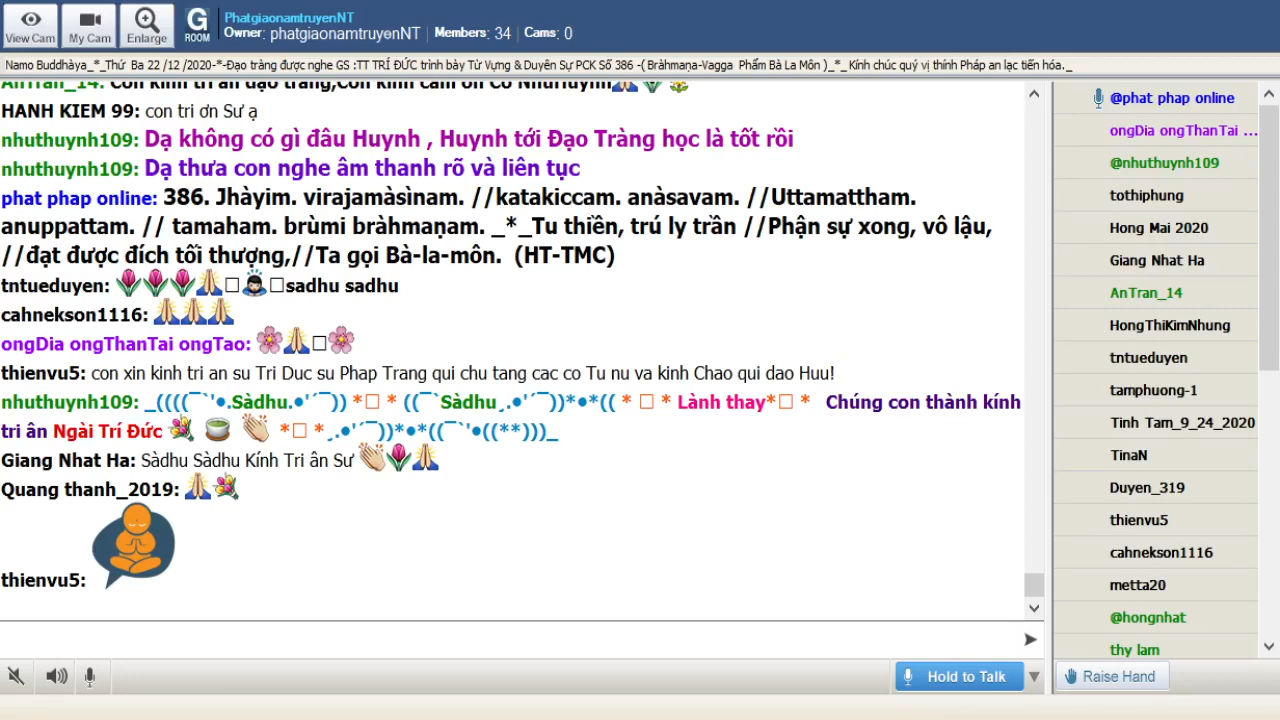 View Cam
My Cam
Enlarge
G
ROOM
PhatgiaonamtruyenNT
Owner: phatgiaonamtruyenNT | Members: 34 | Cams: 0
Namo Buddhàya_*_Thứ Ba 22 /12 /2020-*-Đạo tràng được nghe GS :TT TRÍ ĐỨC trình bày Từ Vựng & Duyên Sự PCK Số 386 -( Bràhmaṇa-Vagga Phẩm Bà La Môn )_*_ Kính chúc quý vị thính Pháp an lạc tiến hóa._
AnTran_14: Con kính tri ân đạo tràng,Con kính cám ơn Cô NhuHuynh
HANH KIEM 99: con tri ơn Sư ạ
nhuthuynh109: Dạ không có gì đâu Huynh , Huynh tới Đạo Tràng học là tốt rồi
nhuthuynh109: Dạ thưa con nghe âm thanh rõ và liên tục
phat phap online: 386. Jhàyim. virajamàsìnam. //katakiccam. anàsavam. //Uttamattham.
anuppattam. // tamaham. brùmi bràhmaṇam. _*_Tu thiền, trú ly trần //Phận sự xong, vô lậu,
//đạt được đích tối thượng,//Ta gọi Bà-la-môn. (HT-TMC)
tntueduyen: 🌷🌷🌷🙏□🙇□sadhu sadhu
cahnekson1116: 🙏🙏🙏
ongDia ongThanTai ongTao: 🌸🙏□🌸
thienvu5: con xin kinh tri an su Tri Duc su Phap Trang qui chu tang cac co Tu nu va kinh Chao qui dao Huu!
nhuthuynh109: _((((¯`'•.Sàdhu.•'´¯)) *□ * ((¯`Sàdhu¸.•'´¯))*•*(( * □ * Lành thay*□ * Chúng con thành kính
tri ân Ngài Trí Đức 💐 🍵 👏 *□ *¸.•'´¯))*•*((¯`'•((**)))_
Giang Nhat Ha: Sàdhu Sàdhu Kính Tri ân Sư 👏🌷🙏
Quang thanh_2019: 🙏💐
thienvu5:
Hold to Talk
@phat phap online
ongDia ongThanTai ...
@nhuthuynh109
tothiphung
Hong Mai 2020
Giang Nhat Ha
AnTran_14
HongThiKimNhung
tntueduyen
tamphuong-1
Tinh Tam_9_24_2020
TinaN
Duyen_319
thienvu5
cahnekson1116
metta20
@hongnhat
thy lam
Raise Hand